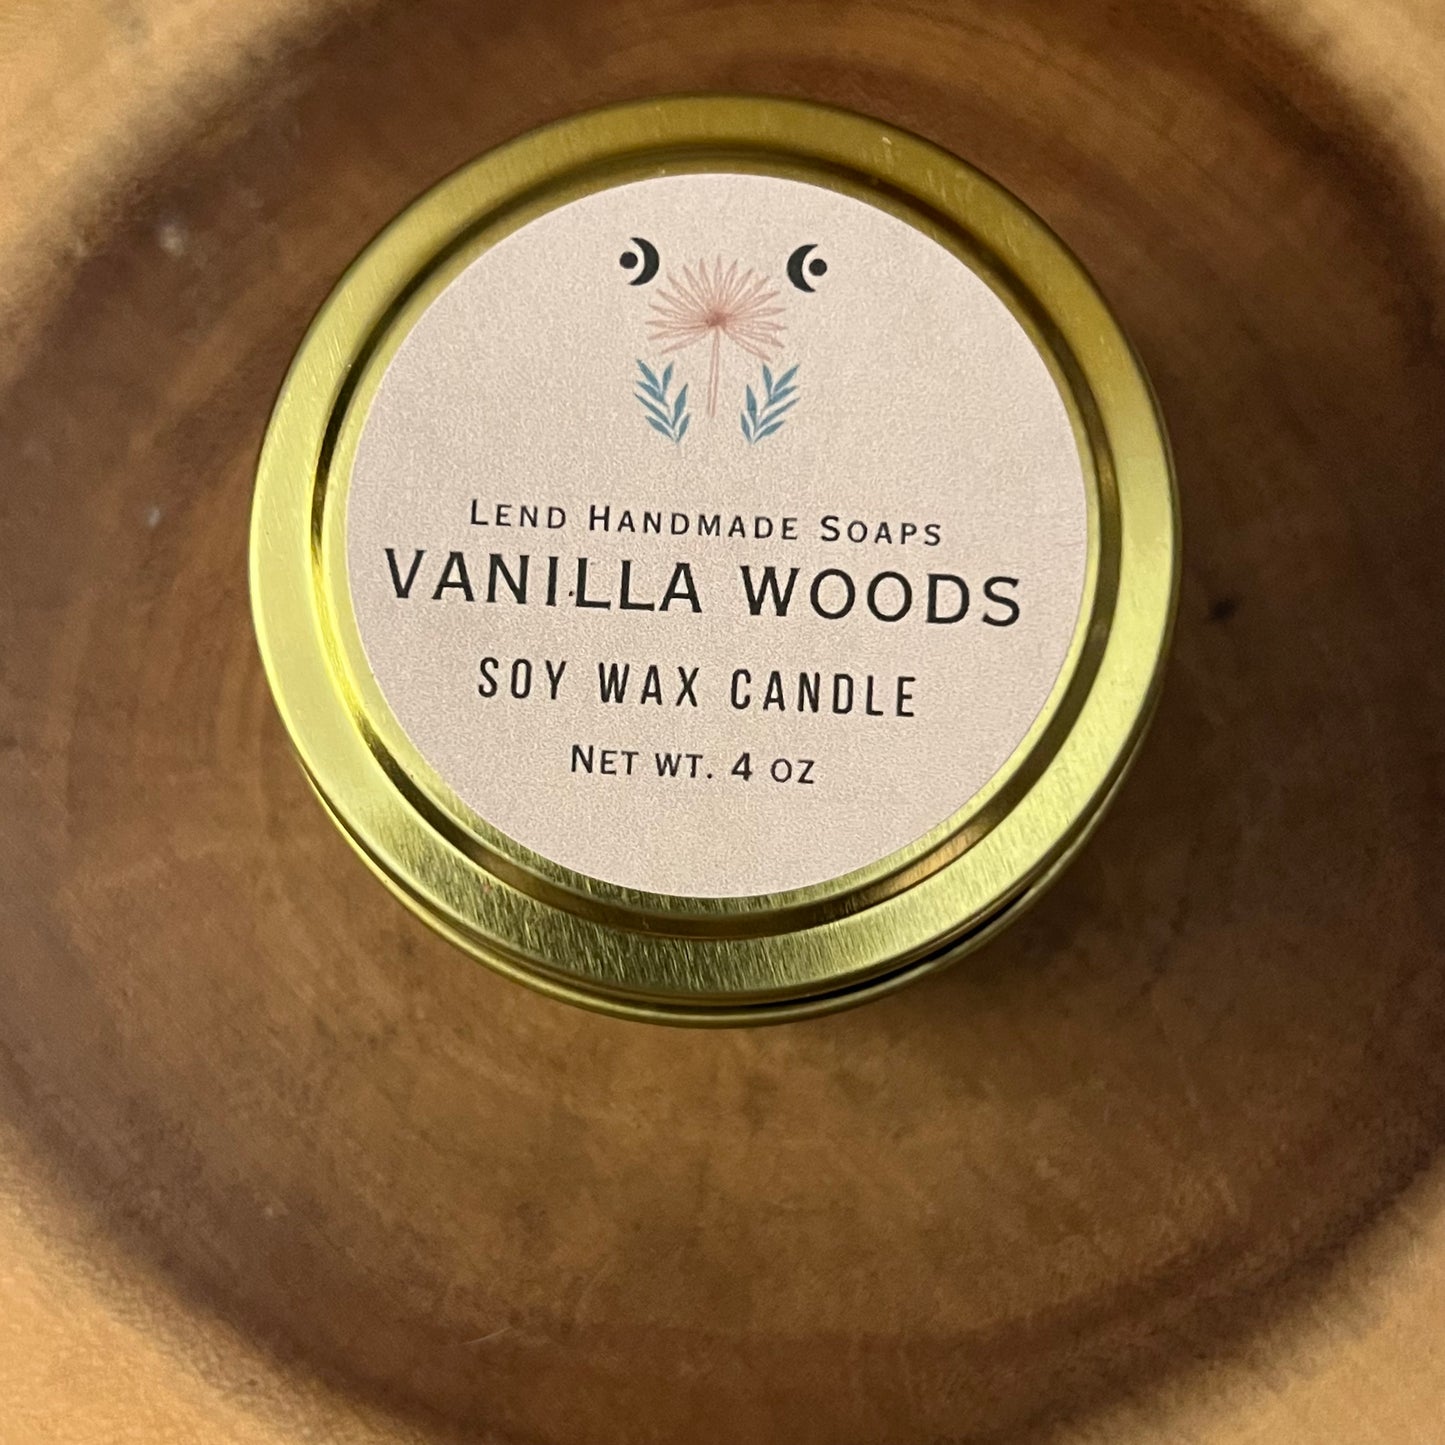 Lend Handmade Soaps
VANILLA WOODS
SOY WAX CANDLE
Net wt. 4 oz